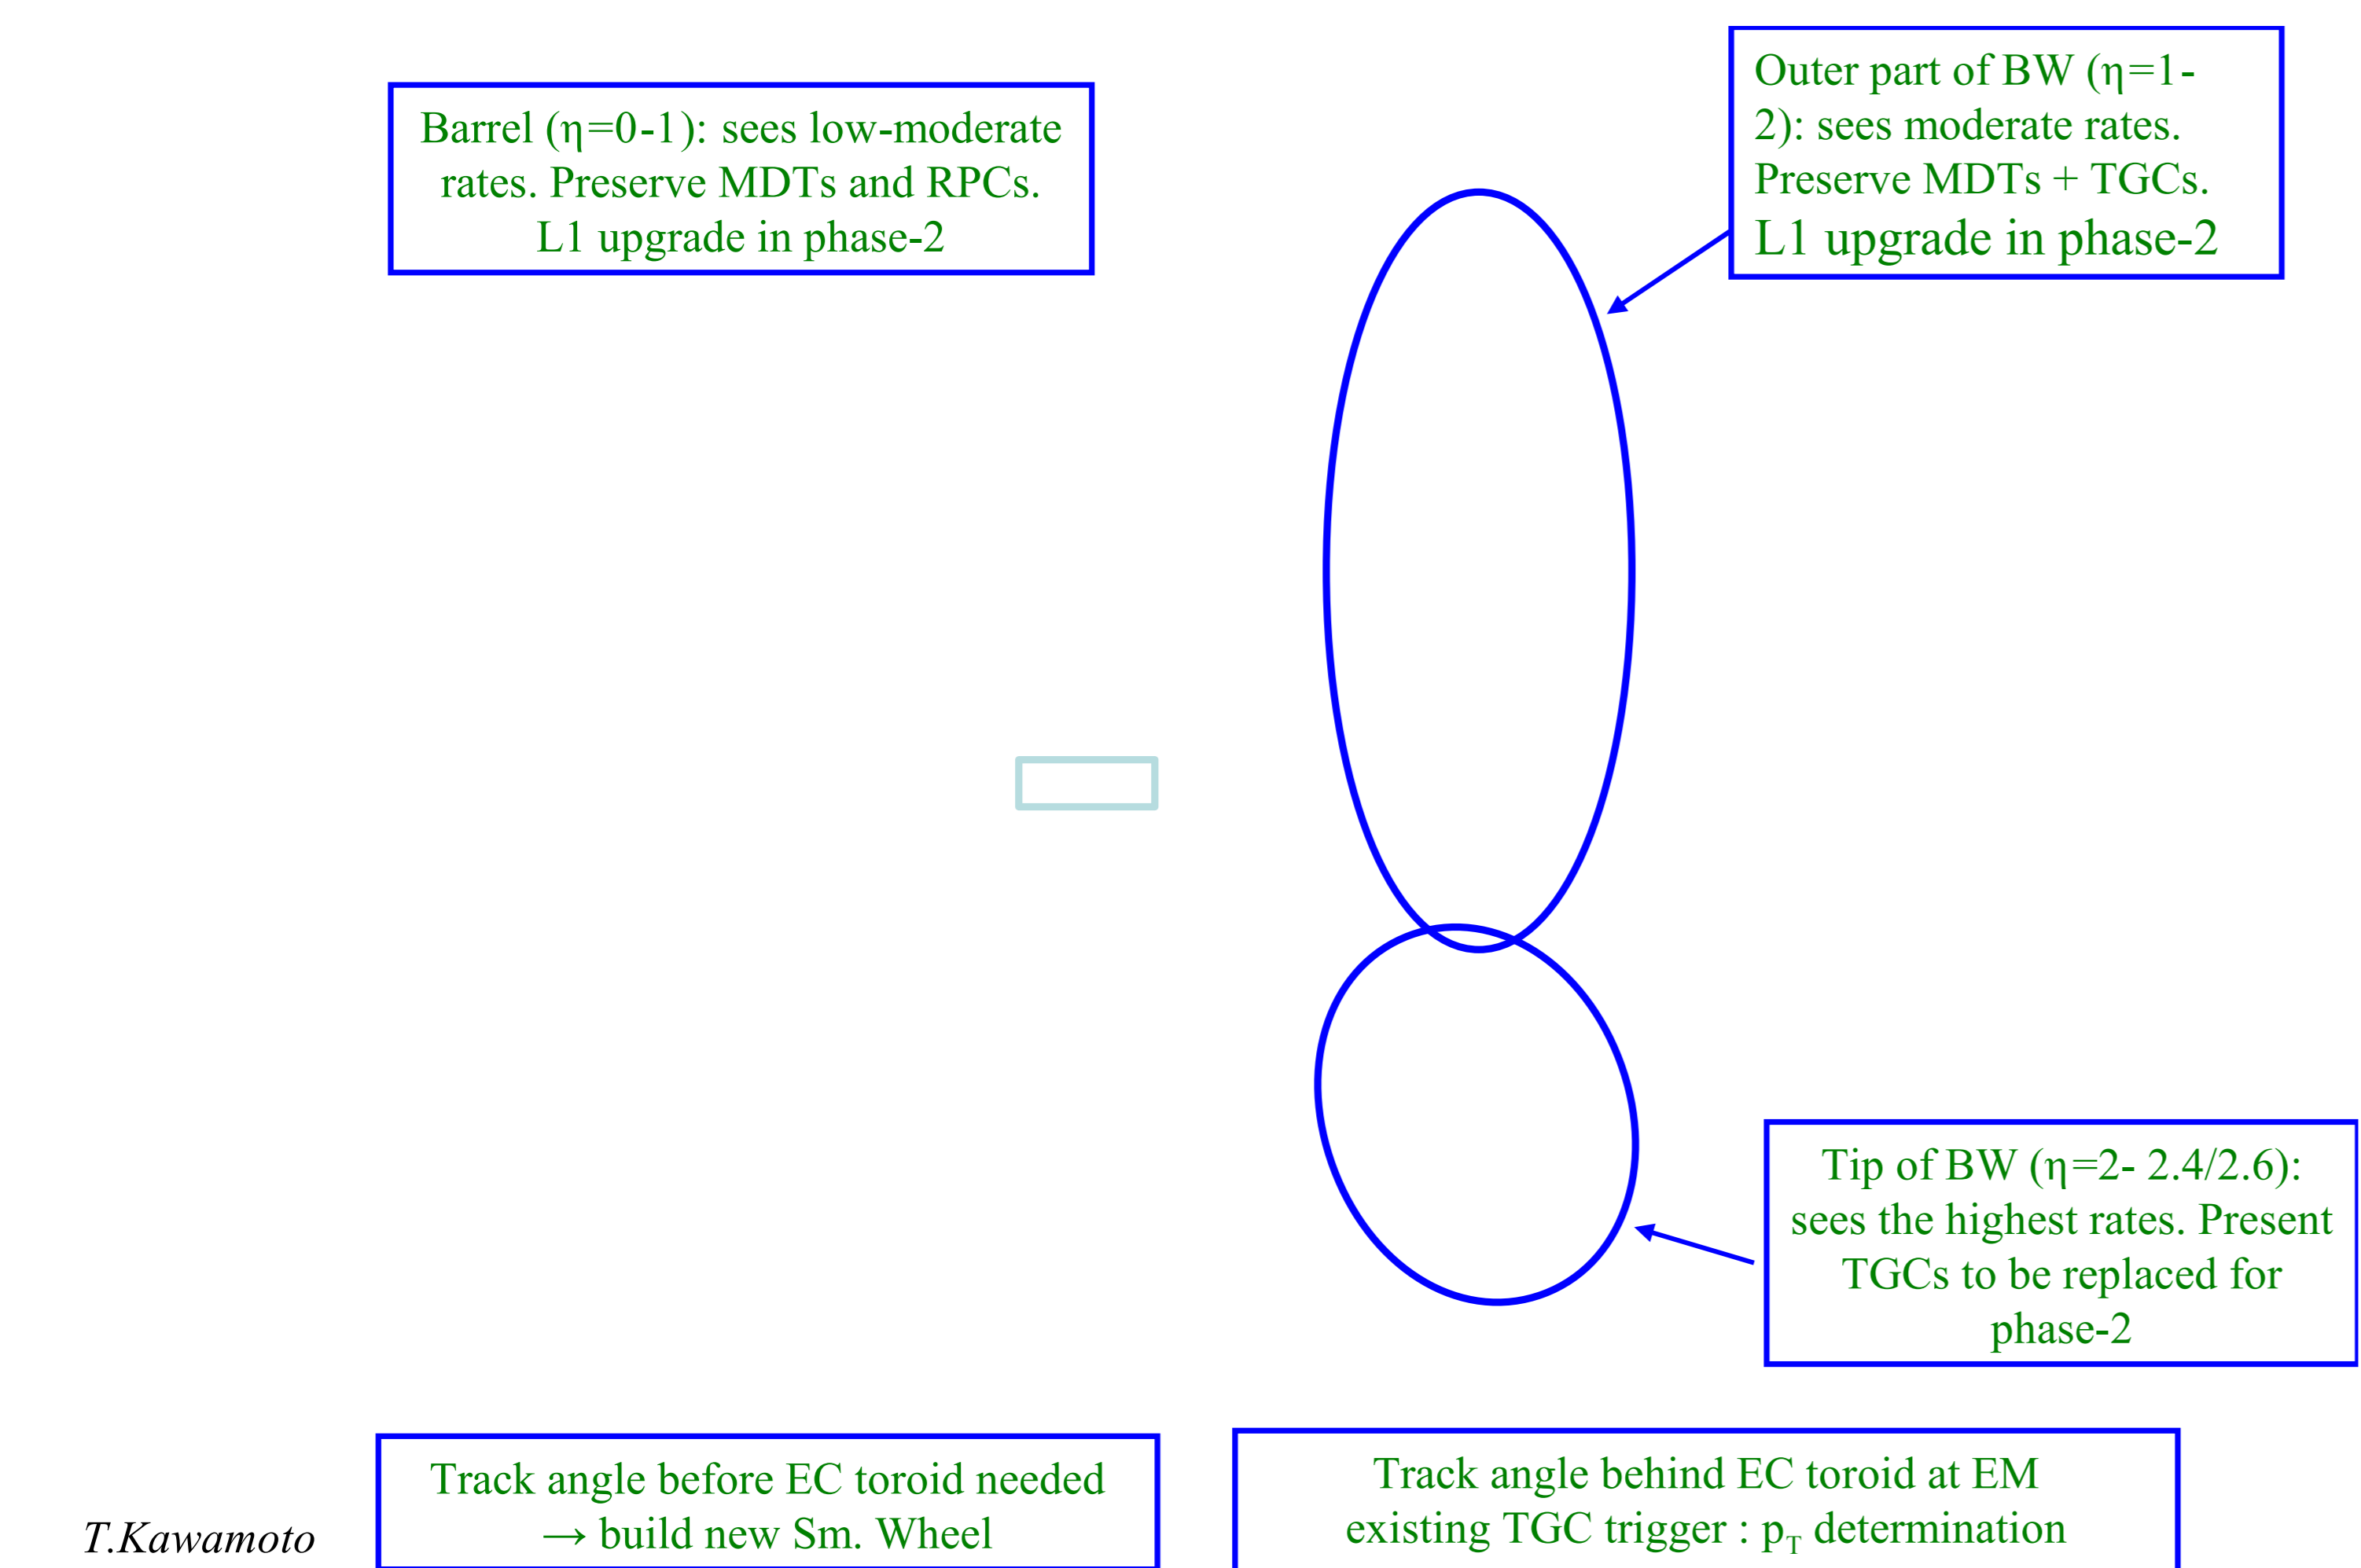 Barrel (η=0-1): sees low-moderate
rates. Preserve MDTs and RPCs.
L1 upgrade in phase-2
Outer part of BW (η=1-
2): sees moderate rates.
Preserve MDTs + TGCs.
L1 upgrade in phase-2
Tip of BW (η=2- 2.4/2.6):
sees the highest rates. Present
TGCs to be replaced for
phase-2
Track angle before EC toroid needed
→ build new Sm. Wheel
Track angle behind EC toroid at EM
existing TGC trigger : pT determination
T.Kawamoto